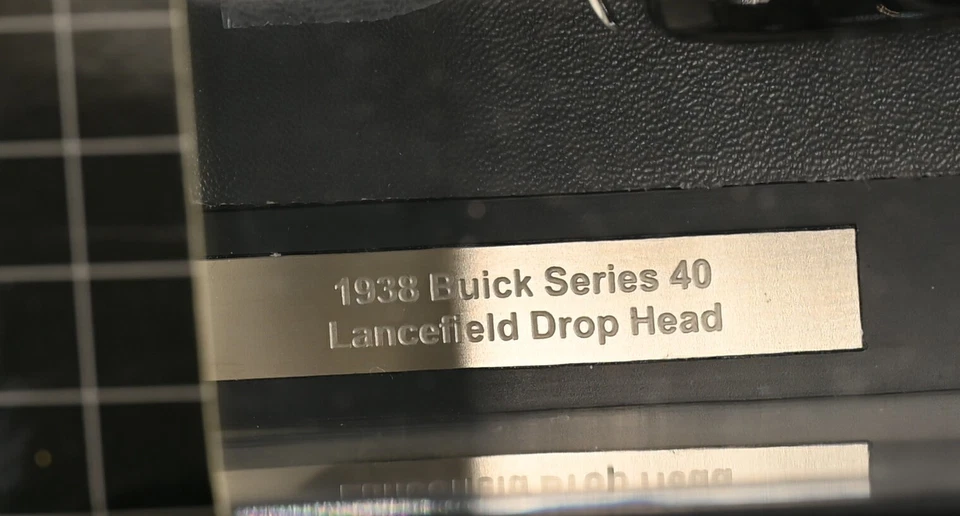 1938 Buick Series 40
Lancefield Drop Head